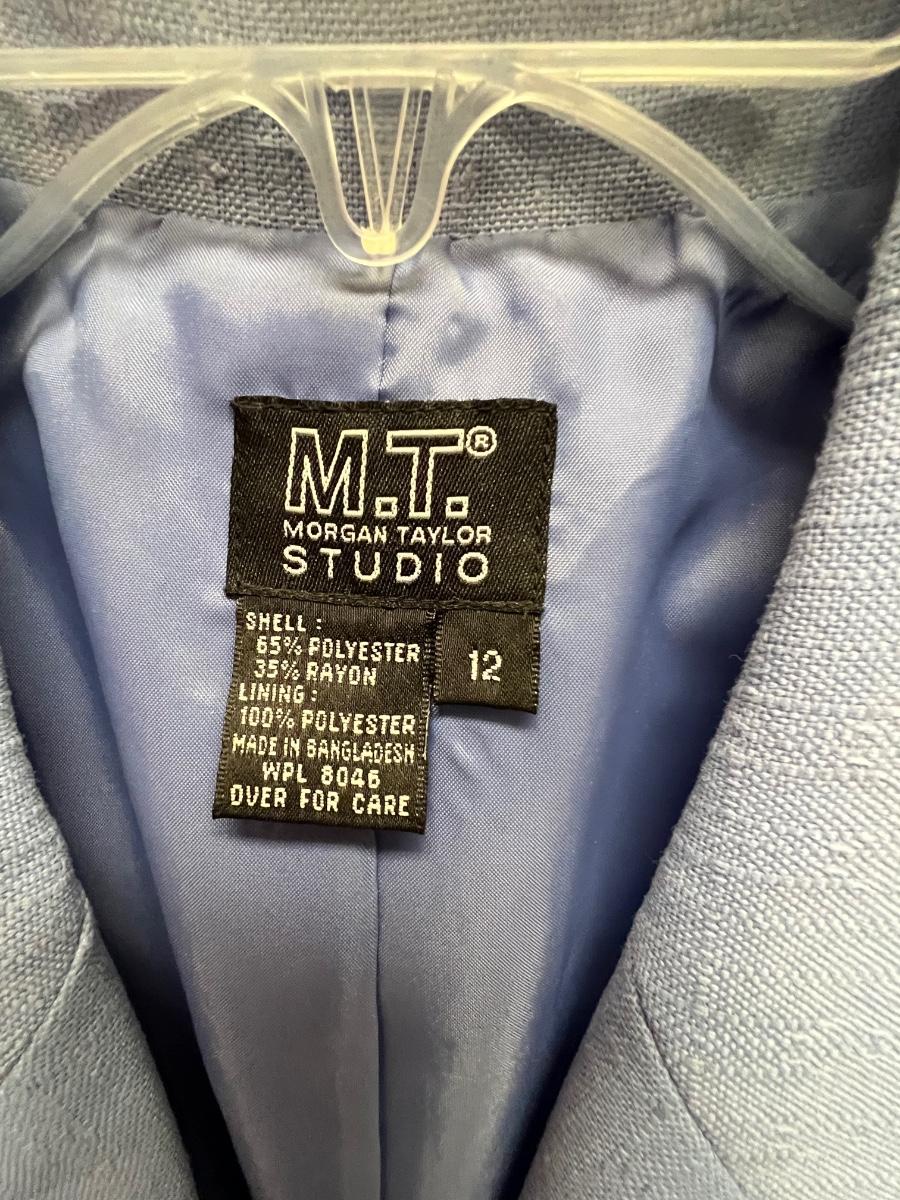 M.T.®
MORGAN TAYLOR
STUDIO
SHELL :
65% POLYESTER
35% RAYON
LINING :
100% POLYESTER
MADE IN BANGLADESH
WPL 8046
OVER FOR CARE
12